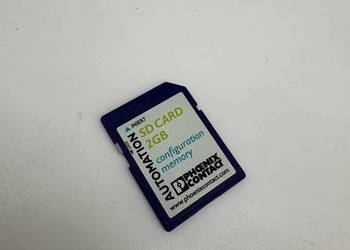 INSERT
AUTOMATION
SD CARD
2GB
configuration
memory
PHOENIX
CONTACT
www.phoenixcontact.com